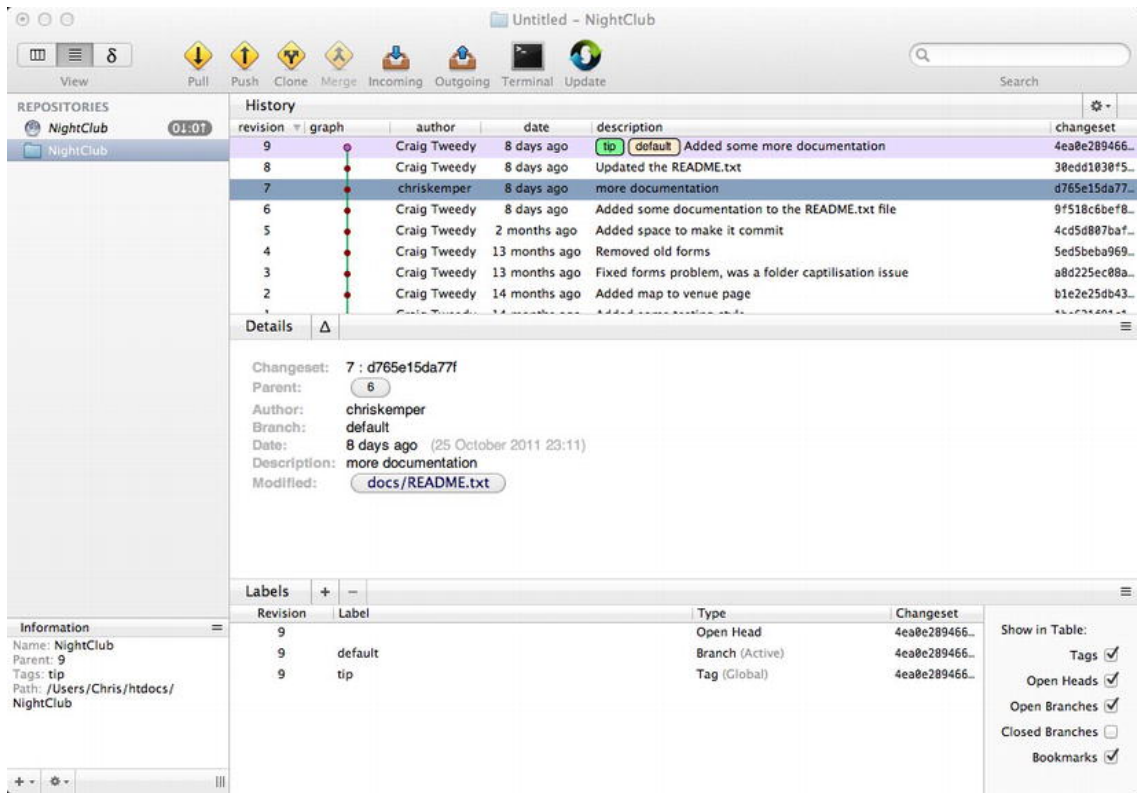 Untitled – NightClub
δ
View Pull Push Clone Merge Incoming Outgoing Terminal Update Search
REPOSITORIES
NightClub 0↓:0↑
NightClub
History
revision graph author date description changeset
9 Craig Tweedy 8 days ago tip default Added some more documentation 4ea0e289466…
8 Craig Tweedy 8 days ago Updated the README.txt 30edd1030f5…
7 chriskemper 8 days ago more documentation d765e15da77…
6 Craig Tweedy 8 days ago Added some documentation to the README.txt file 9f518c6bef8…
5 Craig Tweedy 2 months ago Added space to make it commit 4cd5d807baf…
4 Craig Tweedy 13 months ago Removed old forms 5ed5beba969…
3 Craig Tweedy 13 months ago Fixed forms problem, was a folder captilisation issue a8d225ec08a…
2 Craig Tweedy 14 months ago Added map to venue page b1e2e25db43…
Details Δ
Changeset: 7 : d765e15da77f
Parent: 6
Author: chriskemper
Branch: default
Date: 8 days ago (25 October 2011 23:11)
Description: more documentation
Modified: docs/README.txt
Labels + −
Revision Label Type Changeset
9 Open Head 4ea0e289466…
9 default Branch (Active) 4ea0e289466…
9 tip Tag (Global) 4ea0e289466…
Show in Table:
Tags
Open Heads
Open Branches
Closed Branches
Bookmarks
Information
Name: NightClub
Parent: 9
Tags: tip
Path: /Users/Chris/htdocs/
NightClub